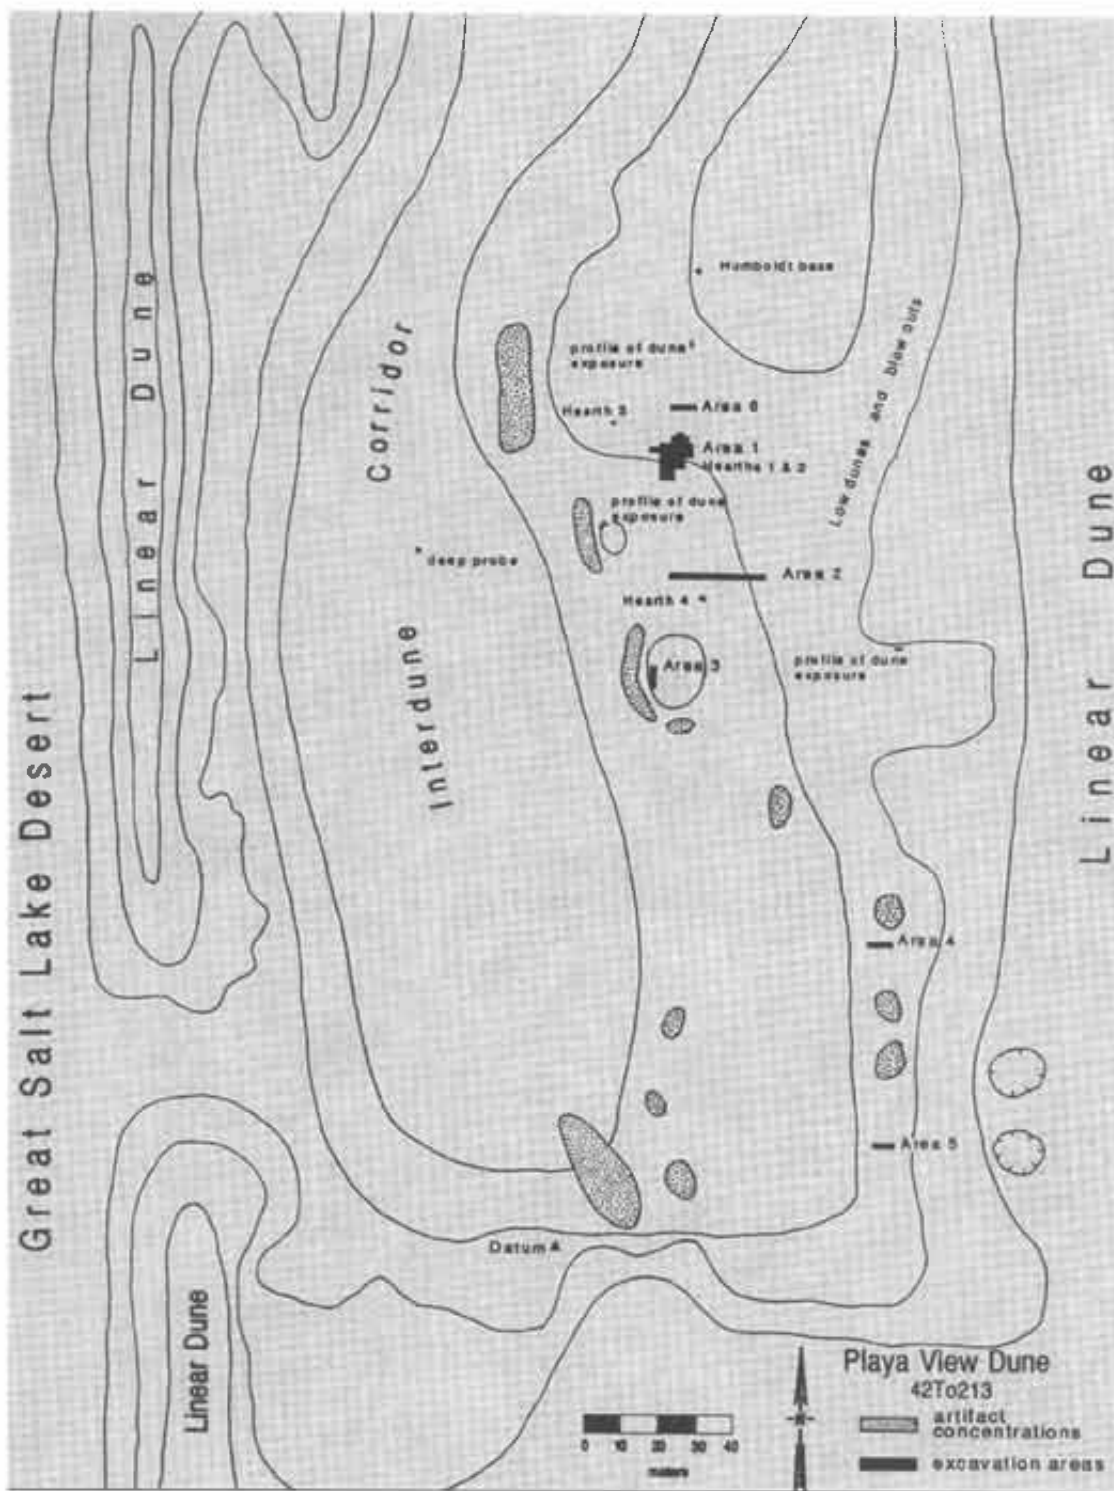 Humboldt base
profile of dune
exposure
Area 6
Hearth 3
Area 1
Hearths 1 & 2
profile of dune
exposure
deep probe
Area 2
Hearth 4
Area 3
profile of dune
exposure
Low dunes and blow outs
Linear Dune
Interdune Corridor
Linear Dune
Great Salt Lake Desert
Area 4
Area 5
Datum
Linear Dune
Playa View Dune
42To213
artifact
concentrations
excavation areas
N
0 10 20 30 40
meters